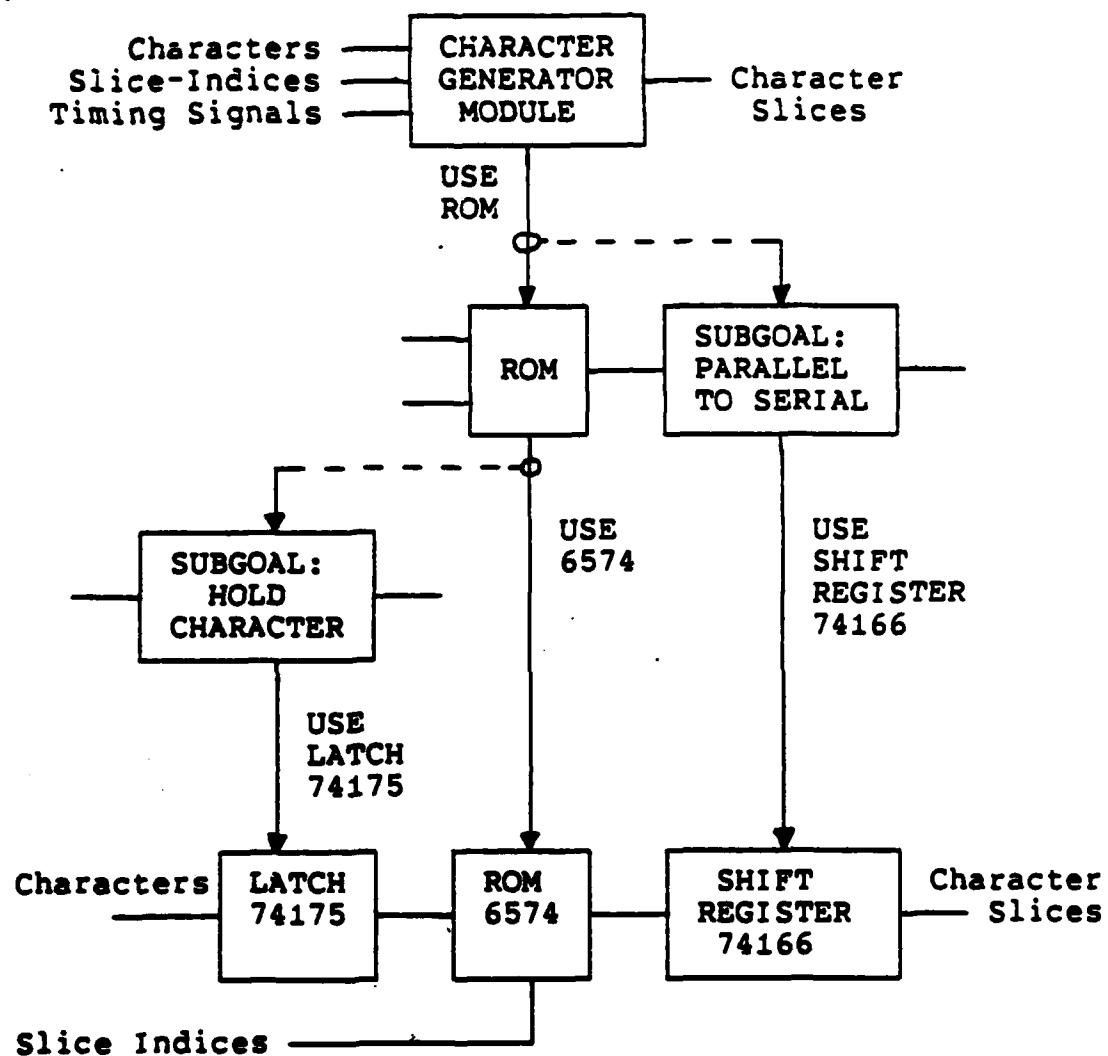 Characters
Slice-Indices
Timing Signals
CHARACTER
GENERATOR
MODULE
Character
Slices
USE
ROM
ROM
SUBGOAL:
PARALLEL
TO SERIAL
SUBGOAL:
HOLD
CHARACTER
USE
6574
USE
SHIFT
REGISTER
74166
USE
LATCH
74175
Characters
LATCH
74175
ROM
6574
SHIFT
REGISTER
74166
Character
Slices
Slice Indices